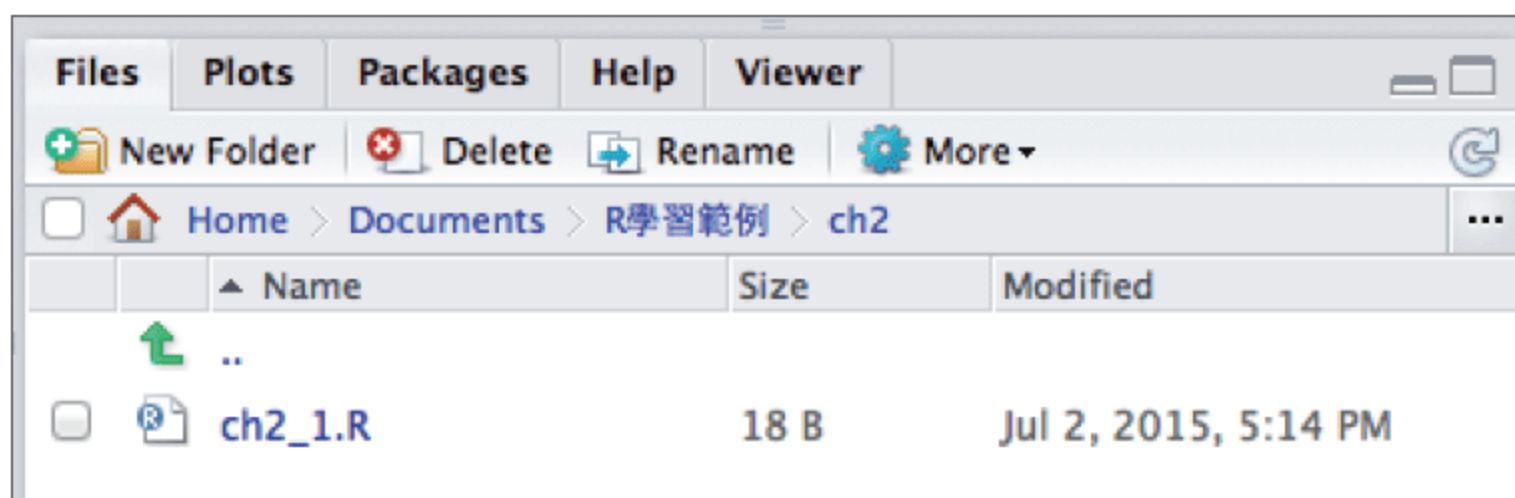 Files Plots Packages Help Viewer
New Folder Delete Rename More
Home > Documents > R學習範例 > ch2 ...
Name Size Modified
..
ch2_1.R 18 B Jul 2, 2015, 5:14 PM